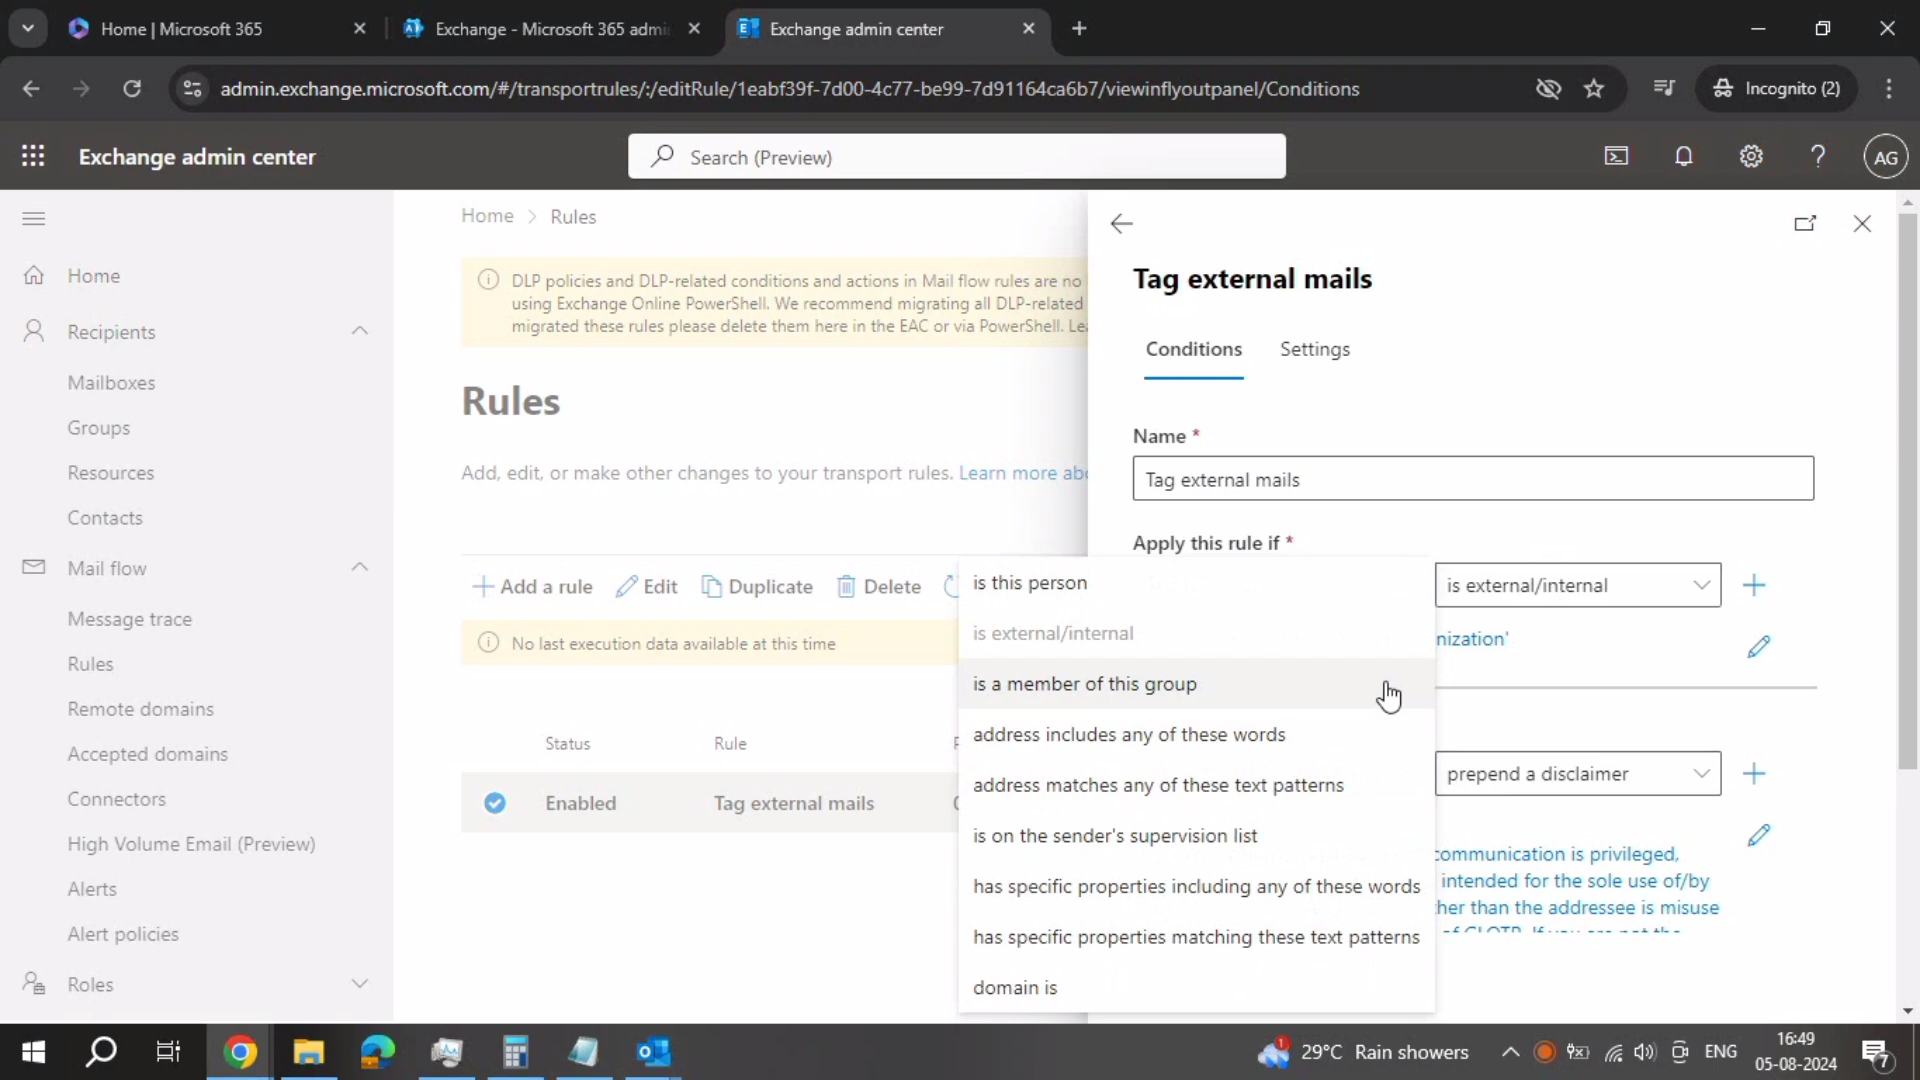 Home | Microsoft 365
Exchange - Microsoft 365 admi
Exchange admin center
admin.exchange.microsoft.com/#/transportrules/:/editRule/1eabf39f-7d00-4c77-be99-7d91164ca6b7/viewinflyoutpanel/Conditions
Incognito (2)
Exchange admin center
Search (Preview)
AG
Home
Recipients
Mailboxes
Groups
Resources
Contacts
Mail flow
Message trace
Rules
Remote domains
Accepted domains
Connectors
High Volume Email (Preview)
Alerts
Alert policies
Roles
Home > Rules
DLP policies and DLP-related conditions and actions in Mail flow rules are no
using Exchange Online PowerShell. We recommend migrating all DLP-related
migrated these rules please delete them here in the EAC or via PowerShell. Lea
Rules
Add, edit, or make other changes to your transport rules. Learn more abo
Add a rule Edit Duplicate Delete
No last execution data available at this time
Status Rule
Enabled Tag external mails
Tag external mails
Conditions Settings
Name *
Tag external mails
Apply this rule if *
is external/internal
nization'
is this person
is external/internal
is a member of this group
address includes any of these words
address matches any of these text patterns
is on the sender's supervision list
has specific properties including any of these words
has specific properties matching these text patterns
domain is
prepend a disclaimer
communication is privileged,
intended for the sole use of/by
her than the addressee is misuse
1
29°C Rain showers
ENG
16:49
05-08-2024
7